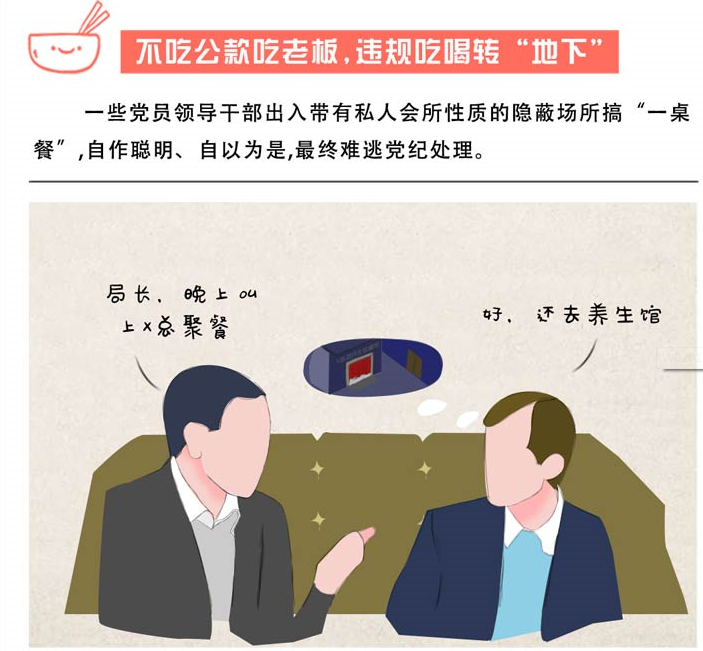 不吃公款吃老板,违规吃喝转“地下”
一些党员领导干部出入带有私人会所性质的隐蔽场所搞“一桌
餐”,自作聪明、自以为是,最终难逃党纪处理。
局长，晚上叫
上X总聚餐
好，还去养生馆